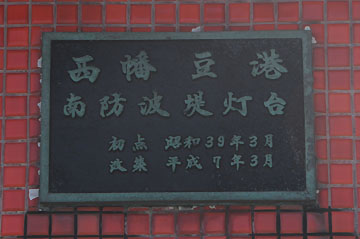 西幡豆港
南防波堤灯台
初点 昭和39年3月
改築 平成7年3月